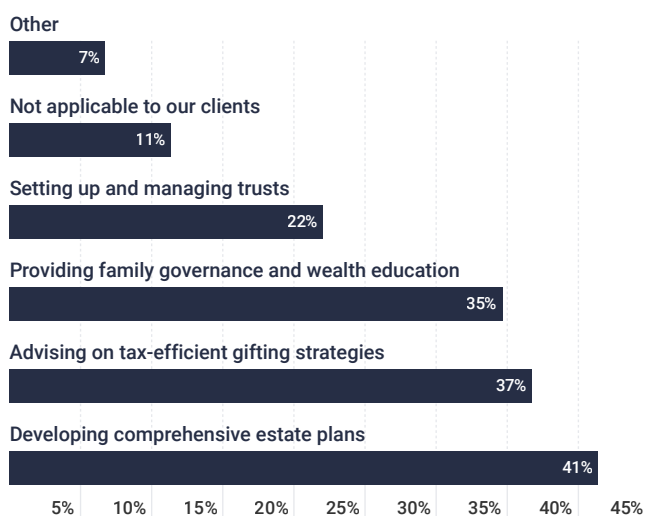 Other
7%
Not applicable to our clients
11%
Setting up and managing trusts
22%
Providing family governance and wealth education
35%
Advising on tax-efficient gifting strategies
37%
Developing comprehensive estate plans
41%
5% 10% 15% 20% 25% 30% 35% 40% 45%